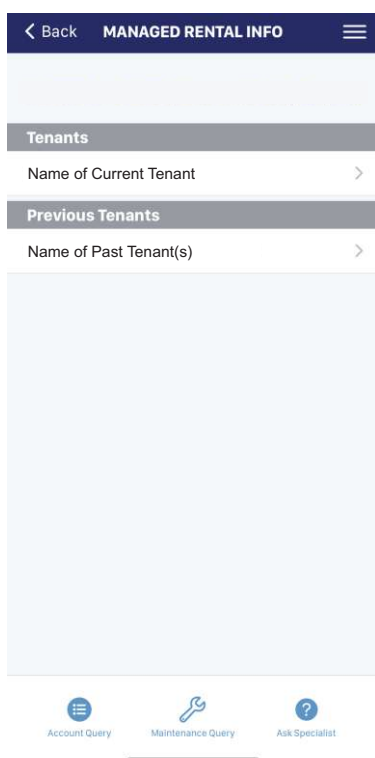 Back MANAGED RENTAL INFO
Tenants
Name of Current Tenant
Previous Tenants
Name of Past Tenant(s)
Account Query Maintenance Query Ask Specialist